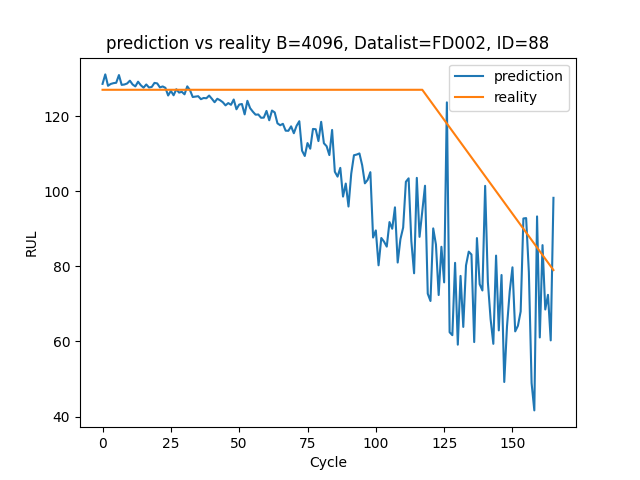 prediction vs reality B=4096, Datalist=FD002, ID=88
prediction
reality
120
100
80
60
40
RUL
0 25 50 75 100 125 150
Cycle